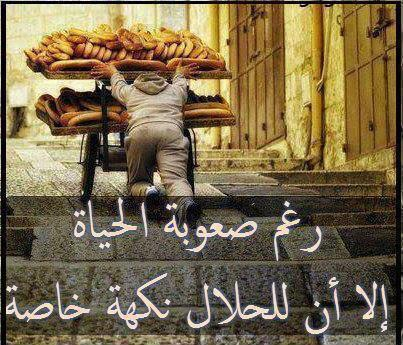 رغم صعوبة الحياة
إلا أن للحلال نكهة خاصة